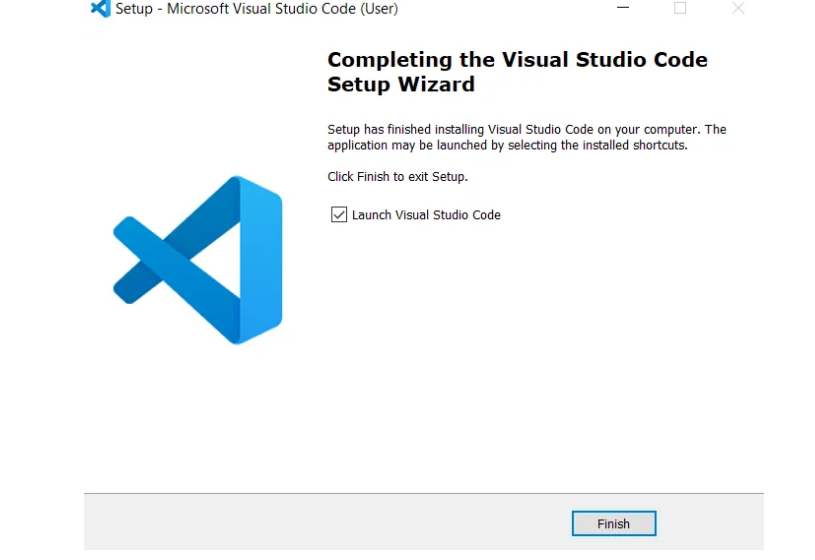 Setup - Microsoft Visual Studio Code (User)
Completing the Visual Studio Code
Setup Wizard
Setup has finished installing Visual Studio Code on your computer. The
application may be launched by selecting the installed shortcuts.
Click Finish to exit Setup.
Launch Visual Studio Code
Finish